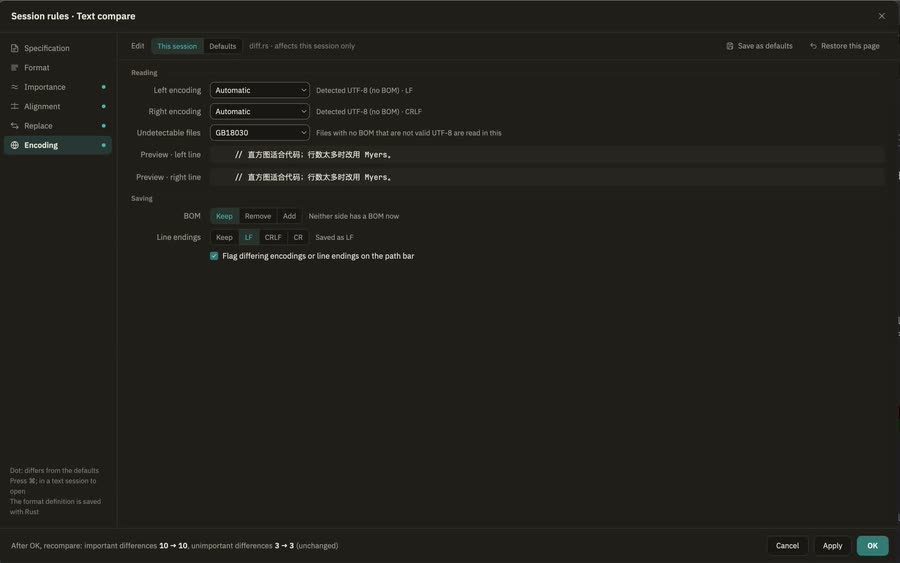 Session rules · Text compare
Specification
Format
Importance
Alignment
Replace
Encoding
Edit This session Defaults diff.rs · affects this session only Save as defaults Restore this page
Reading
Left encoding Automatic Detected UTF-8 (no BOM) · LF
Right encoding Automatic Detected UTF-8 (no BOM) · CRLF
Undetectable files GB18030 Files with no BOM that are not valid UTF-8 are read in this
Preview · left line // 直方图适合代码；行数太多时改用 Myers。
Preview · right line // 直方图适合代码；行数太多时改用 Myers。
Saving
BOM Keep Remove Add Neither side has a BOM now
Line endings Keep LF CRLF CR Saved as LF
Flag differing encodings or line endings on the path bar
Dot: differs from the defaults
Press ⌘; in a text session to
open
The format definition is saved
with Rust
After OK, recompare: important differences 10 → 10, unimportant differences 3 → 3 (unchanged)
Cancel Apply OK